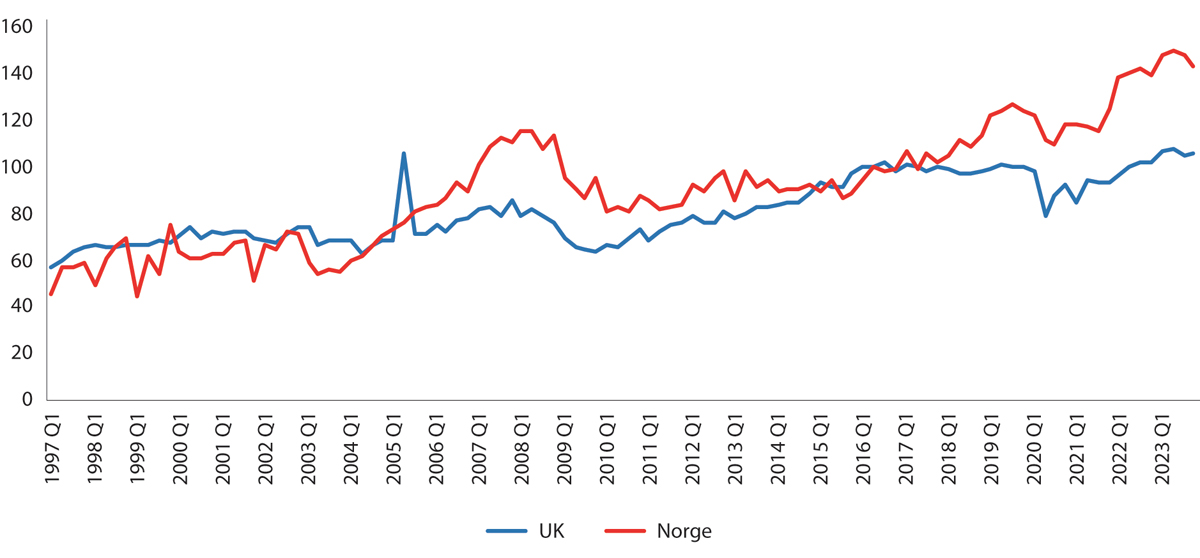 160
140
120
100
80
60
40
20
0
1997 Q1
1998 Q1
1999 Q1
2000 Q1
2001 Q1
2002 Q1
2003 Q1
2004 Q1
2005 Q1
2006 Q1
2007 Q1
2008 Q1
2009 Q1
2010 Q1
2011 Q1
2012 Q1
2013 Q1
2014 Q1
2015 Q1
2016 Q1
2017 Q1
2018 Q1
2019 Q1
2020 Q1
2021 Q1
2022 Q1
2023 Q1
UK Norge